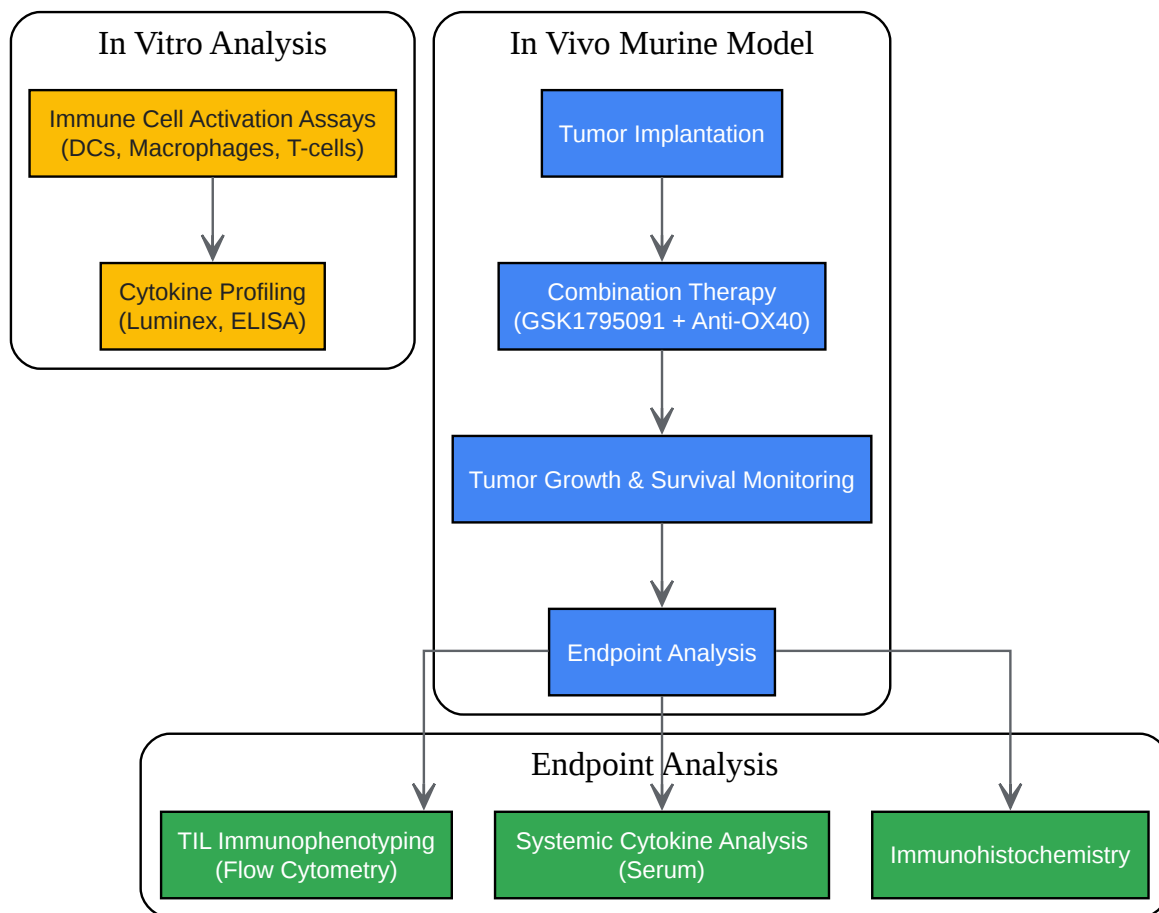 In Vitro Analysis
Immune Cell Activation Assays
(DCs, Macrophages, T-cells)
Cytokine Profiling
(Luminex, ELISA)
In Vivo Murine Model
Tumor Implantation
Combination Therapy
(GSK1795091 + Anti-OX40)
Tumor Growth & Survival Monitoring
Endpoint Analysis
Endpoint Analysis
TIL Immunophenotyping
(Flow Cytometry)
Systemic Cytokine Analysis
(Serum)
Immunohistochemistry